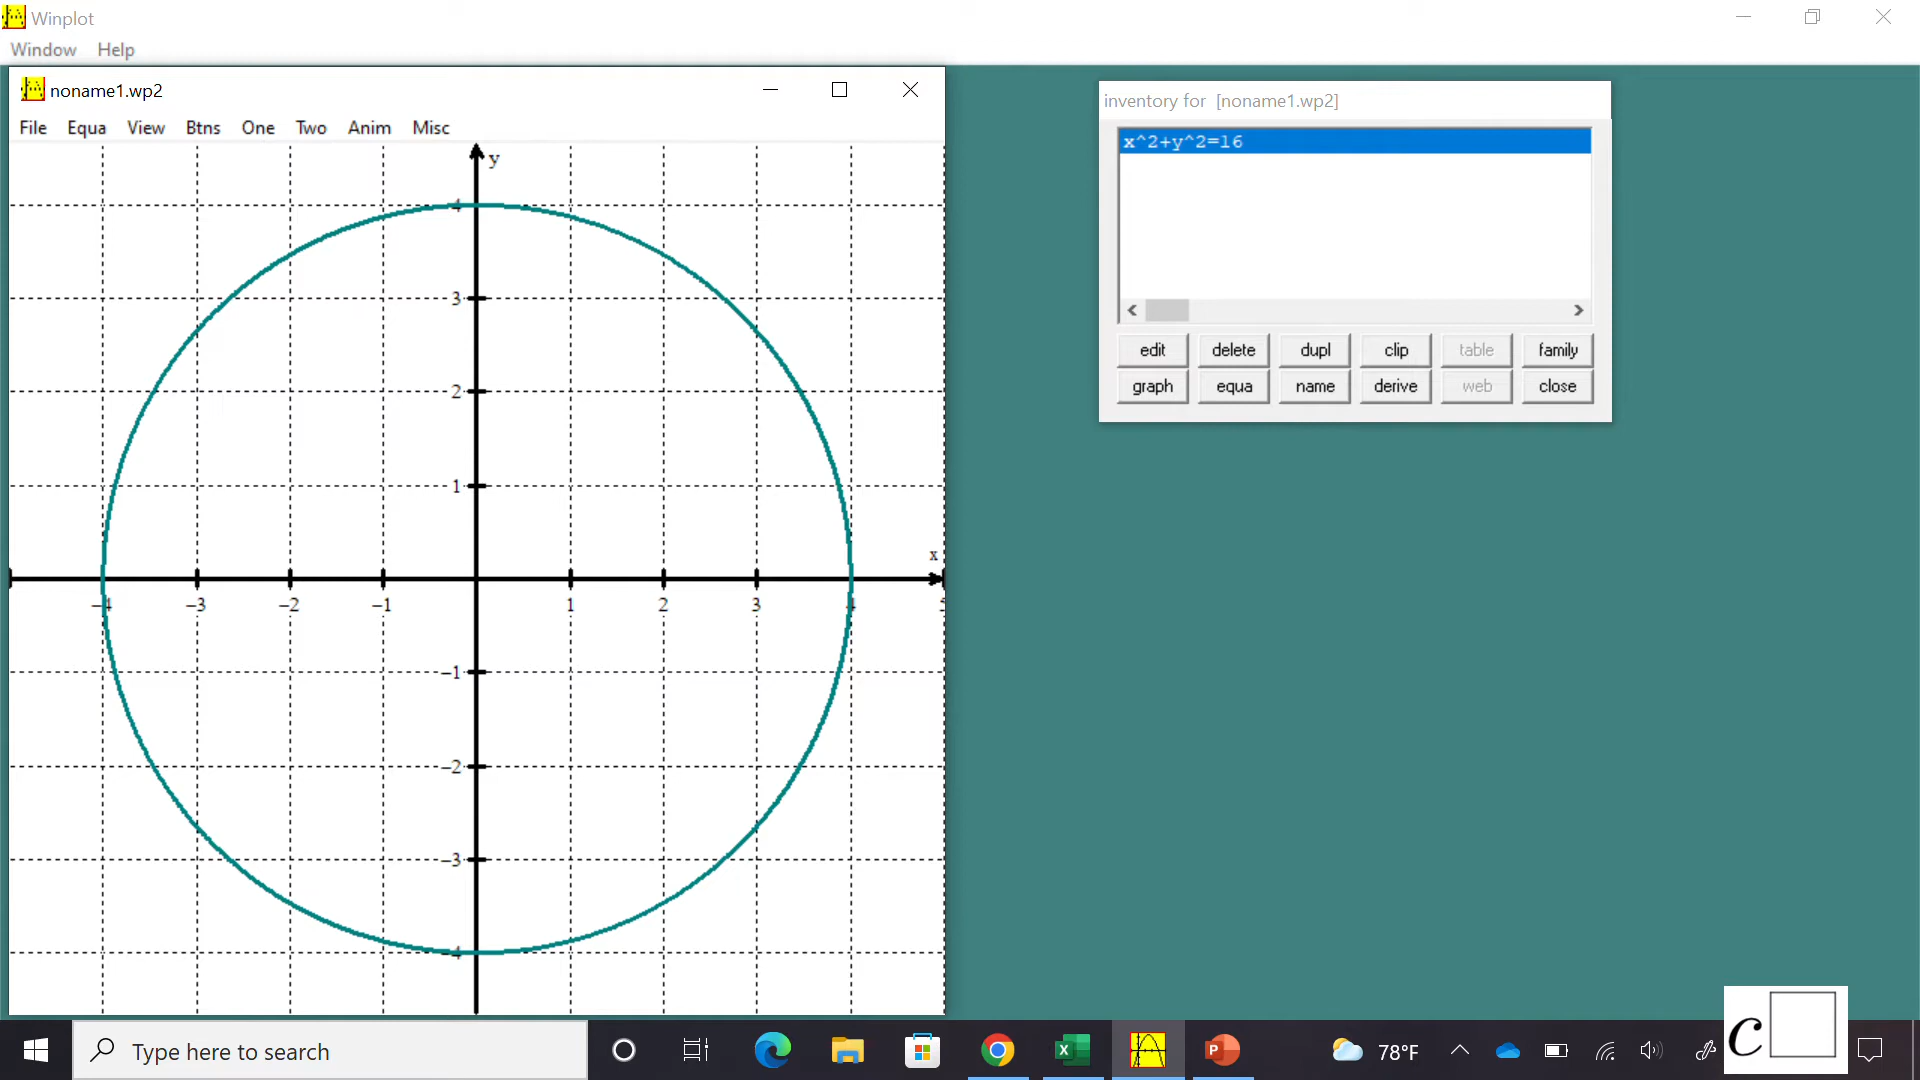 Winplot
Window Help
noname1.wp2
File Equa View Btns One Two Anim Misc
inventory for [noname1.wp2]
x^2+y^2=16
edit delete dupl clip table family
graph equa name derive web close
y
4
3
2
1
x
–4 –3 –2 –1 1 2 3 4 5
–1
–2
–3
–4
Type here to search
78°F
C